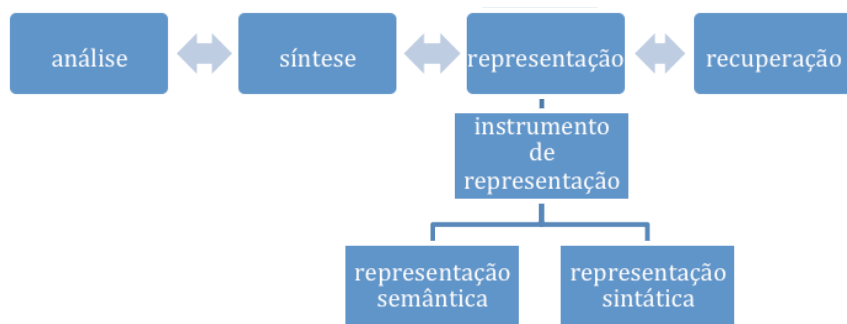 análise
síntese
representação
recuperação
instrumento
de
representação
representação
semântica
representação
sintática